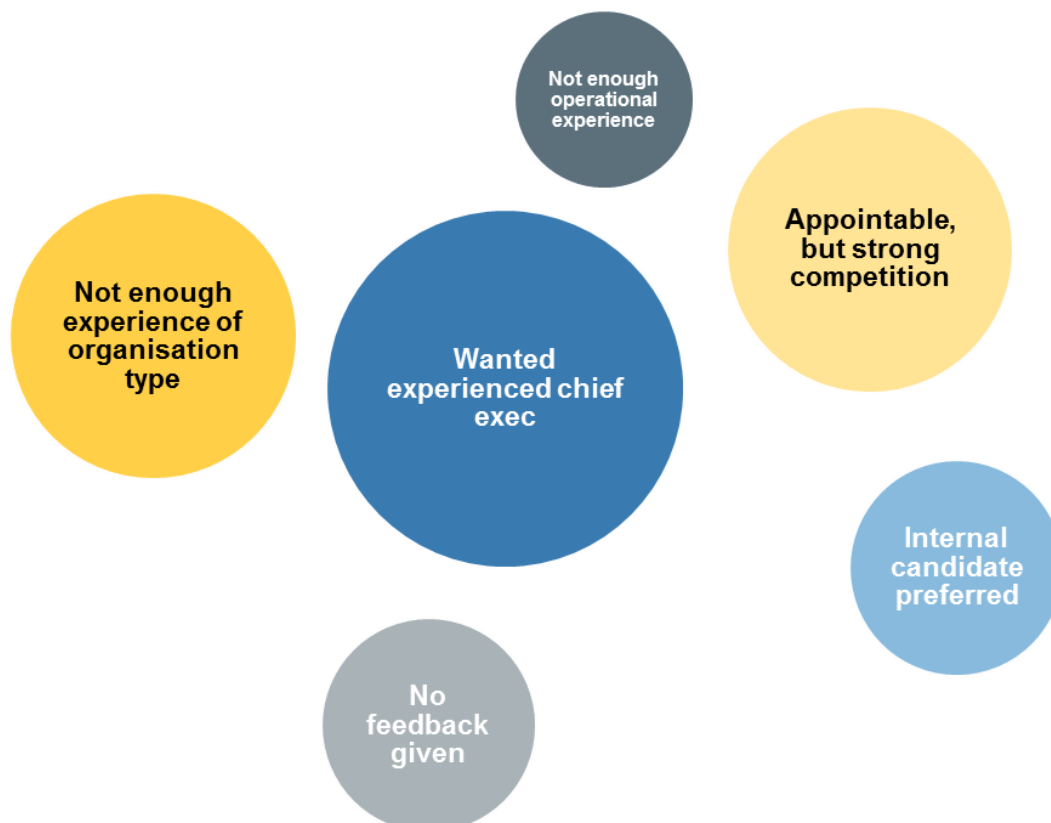 Not enough
operational
experience
Appointable,
but strong
competition
Not enough
experience of
organisation
type
Wanted
experienced chief
exec
Internal
candidate
preferred
No
feedback
given